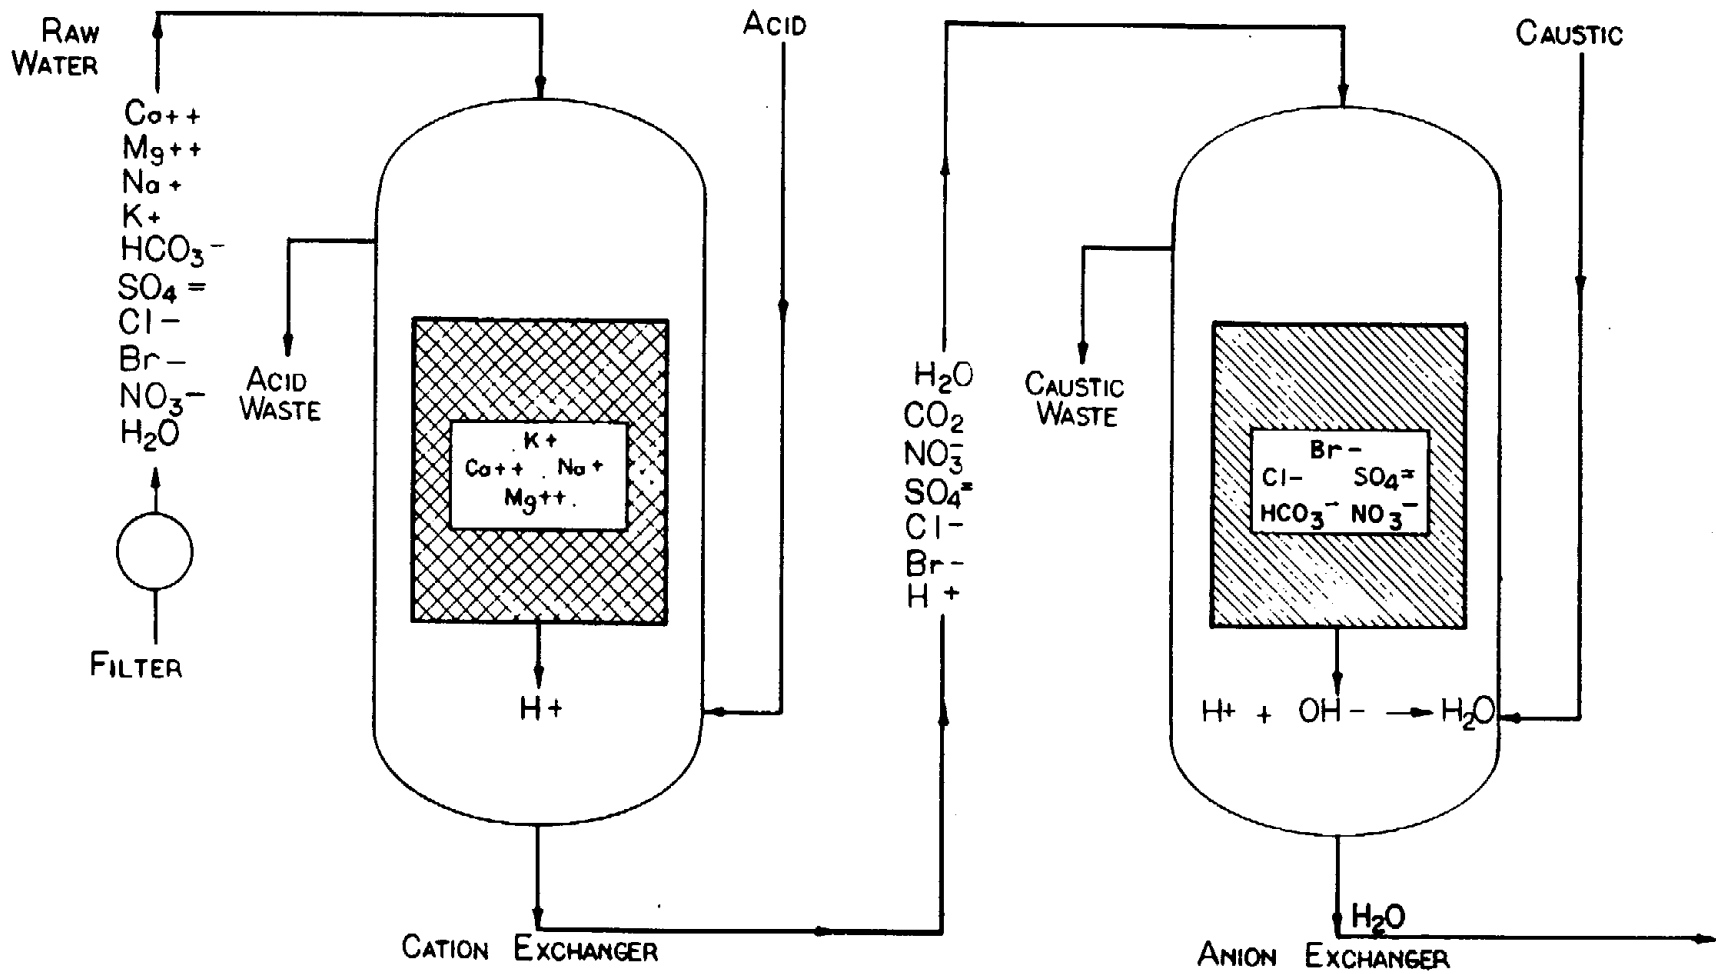 RAW
WATER
Ca++
Mg++
Na+
K+
HCO₃-
SO₄=
Cl-
Br-
NO₃-
H₂O
FILTER
ACID
WASTE
K+
Ca++ Na+
Mg++
H+
ACID
CATION EXCHANGER
H₂O
CO₂
NO₃-
SO₄=
Cl-
Br-
H+
CAUSTIC
WASTE
Br-
Cl- SO₄=
HCO₃- NO₃-
H+ + OH- → H₂O
CAUSTIC
H₂O
ANION EXCHANGER